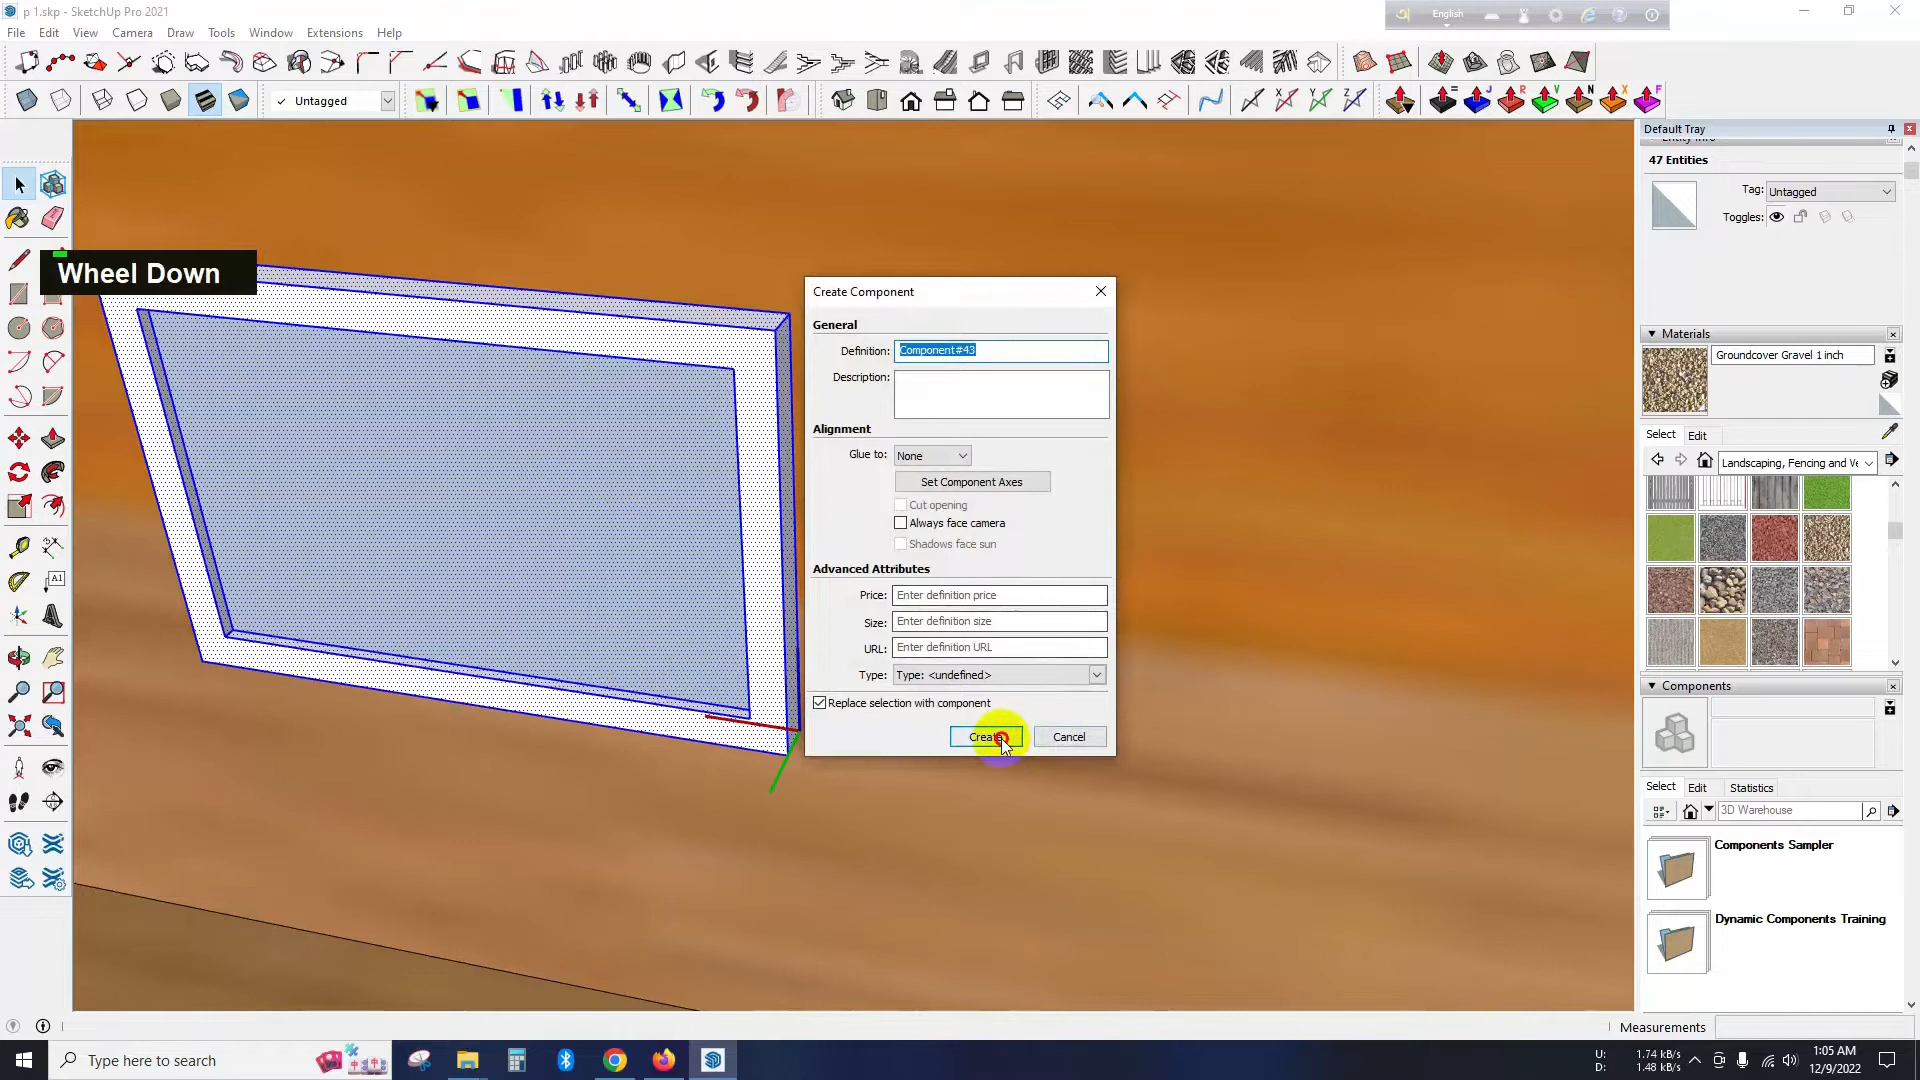 p 1.skp - SketchUp Pro 2021
English
File Edit View Camera Draw Tools Window Extensions Help
Untagged
Default Tray
47 Entities
Tag: Untagged
Toggles:
Wheel Down
Create Component
General
Definition: Component#43
Description:
Alignment
Glue to: None
Set Component Axes
Cut opening
Always face camera
Shadows face sun
Advanced Attributes
Price: Enter definition price
Size: Enter definition size
URL: Enter definition URL
Type: Type: <undefined>
Replace selection with component
Create Cancel
Materials
Groundcover Gravel 1 inch
Select Edit
Landscaping, Fencing and Ve
Components
Select Edit Statistics
3D Warehouse
Components Sampler
Dynamic Components Training
Measurements
Type here to search
U: 1.74 kB/s
D: 1.48 kB/s
1:05 AM
12/9/2022